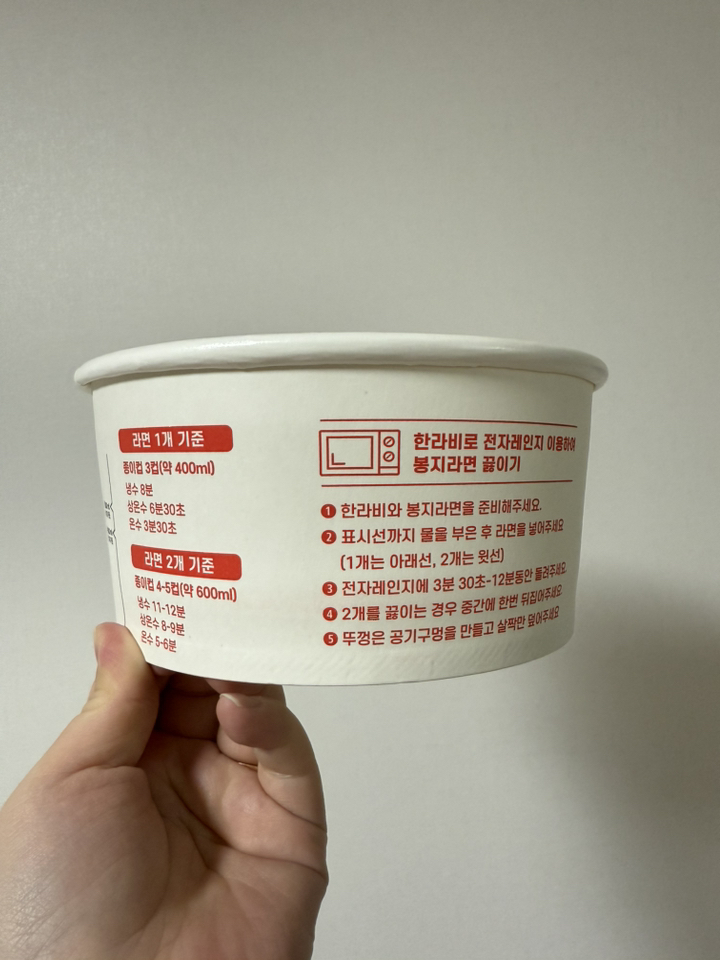 라면 1개 기준
종이컵 3컵(약 400ml)
냉수 8분
상온수 6분30초
온수 3분30초
라면 2개 기준
종이컵 4-5컵(약 600ml)
냉수 11-12분
상온수 8-9분
온수 5-6분
한라비로 전자레인지 이용하여
봉지라면 끓이기
1 한라비와 봉지라면을 준비해주세요.
2 표시선까지 물을 부은 후 라면을 넣어주세요
(1개는 아래선, 2개는 윗선)
3 전자레인지에 3분 30초-12분동안 돌려주세요.
4 2개를 끓이는 경우 중간에 한번 뒤집어주세요.
5 뚜껑은 공기구멍을 만들고 살짝만 덮어주세요